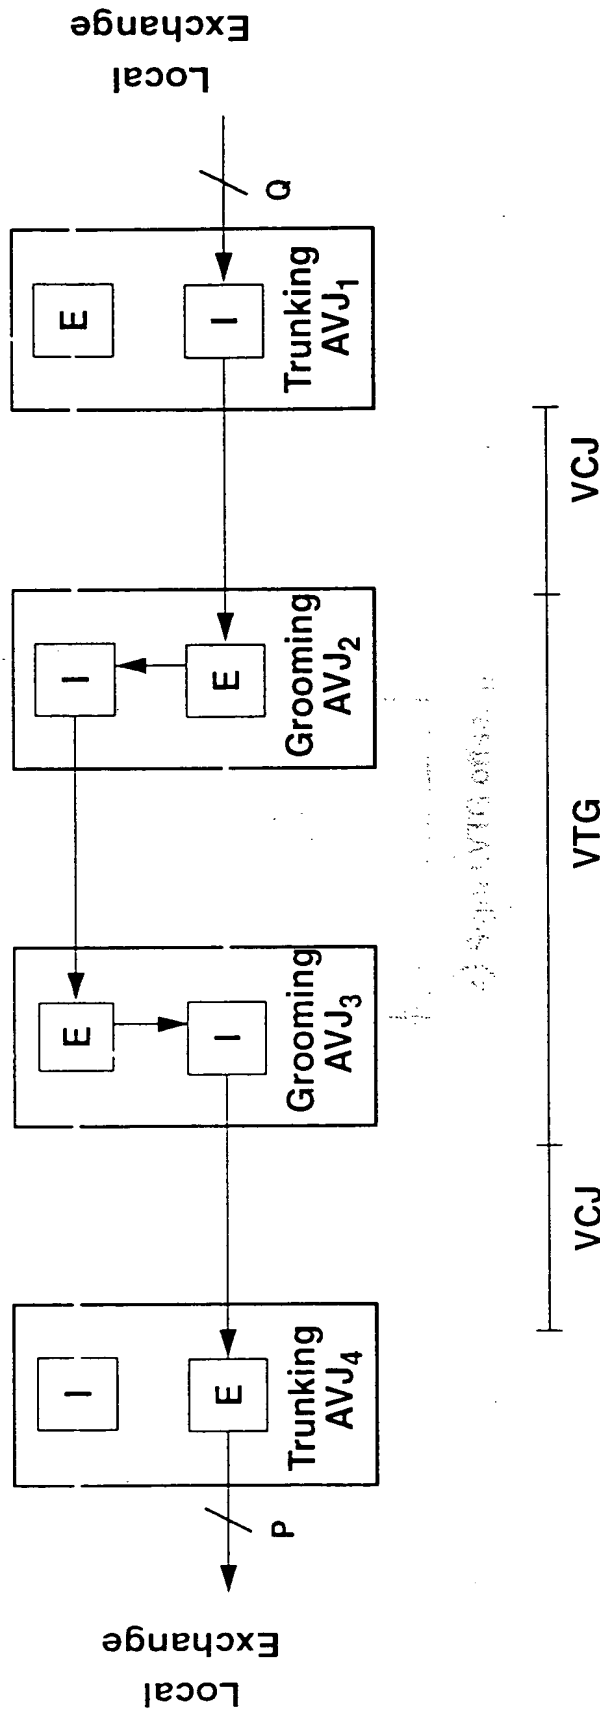 Local
Exchange
P
I
E
Trunking
AVJ4
E
I
Grooming
AVJ3
I
E
Grooming
AVJ2
E
I
Trunking
AVJ1
Q
Local
Exchange
VCJ
VTG
VCJ